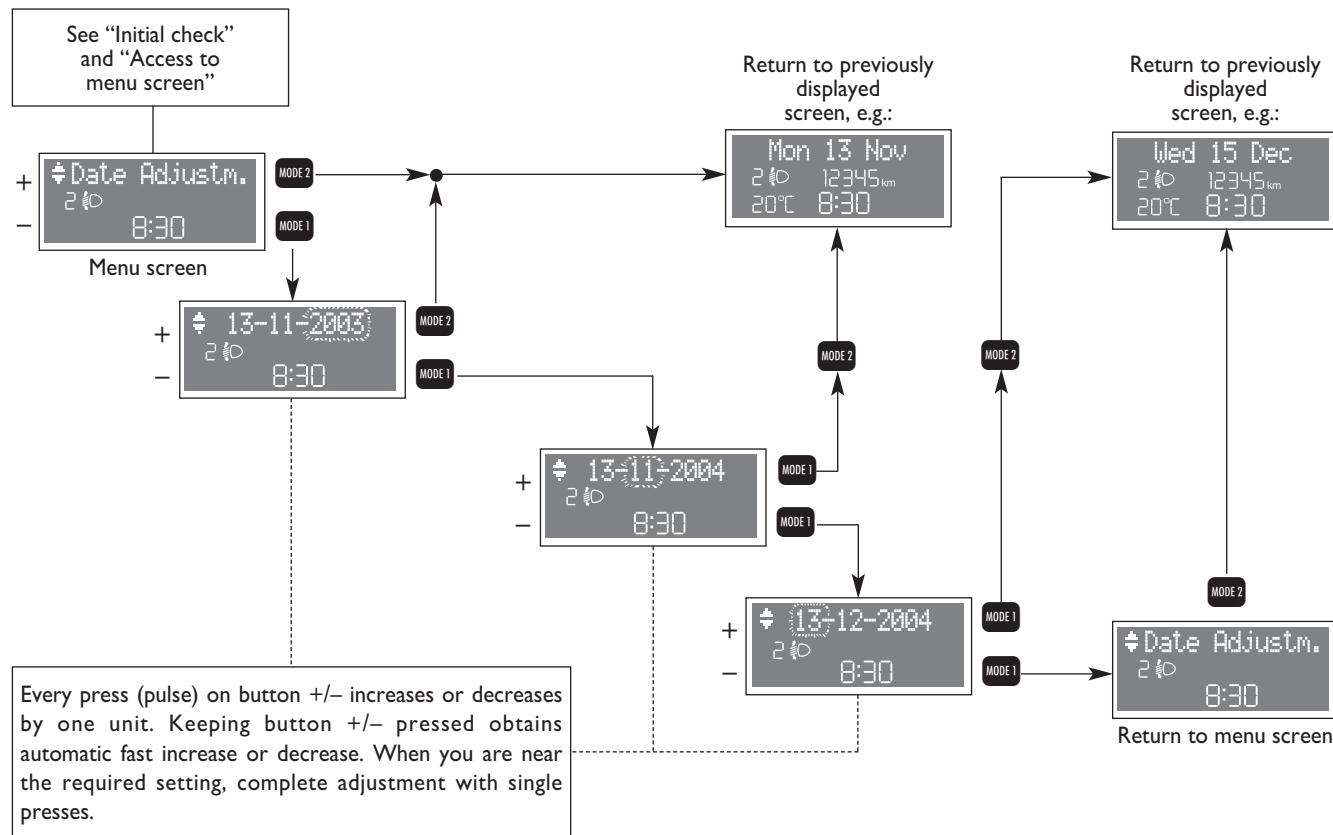 See “Initial check”
and “Access to
menu screen”
Return to previously
displayed
screen, e.g.:
Return to previously
displayed
screen, e.g.:
+
–
Date Adjustm.
2
8:30
MODE 2
MODE 1
Menu screen
Mon 13 Nov
2 12345 km
20°C 8:30
Wed 15 Dec
2 12345 km
20°C 8:30
+
–
13-11-2003
2
8:30
MODE 2
MODE 1
MODE 2
MODE 2
+
–
13-11-2004
2
8:30
MODE 1
MODE 1
+
–
13-12-2004
2
8:30
MODE 1
MODE 1
MODE 2
Date Adjustm.
2
8:30
Return to menu screen
Every press (pulse) on button +/– increases or decreases
by one unit. Keeping button +/– pressed obtains
automatic fast increase or decrease. When you are near
the required setting, complete adjustment with single
presses.